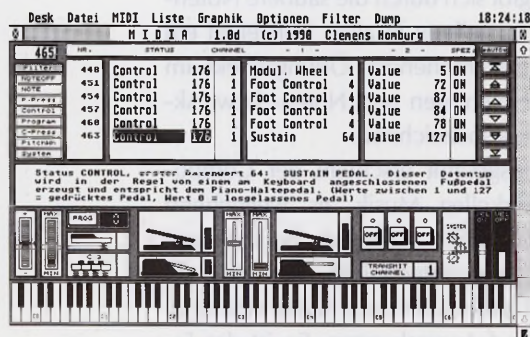 Desk Datei MIDI Liste Graphik Optionen Filter Dump 18:24:18
M I D I A 1.0d (c) 1990 Clemens Homburg
465 NR. STATUS CHANNEL - 1 - - 2 - SPEZ.
Filter
NOTEOFF
NOTE
P-Press
Control
Program
C-Press
Pitchbn
System
448 Control 176 1 Modul. Wheel 1 Value 5 ON
451 Control 176 1 Foot Control 4 Value 72 ON
454 Control 176 1 Foot Control 4 Value 87 ON
457 Control 176 1 Foot Control 4 Value 84 ON
460 Control 176 1 Foot Control 4 Value 78 ON
463 Control 176 1 Sustain 64 Value 127 ON
Status CONTROL, erster Datenwert 64: SUSTAIN PEDAL. Dieser Datentyp
wird in der Regel von einem am Keyboard angeschlossenen Fußpedal
erzeugt und entspricht dem Piano-Haltepedal. (Werte zwischen 1 und 127
= gedrücktes Pedal, Wert 0 = losgelassenes Pedal)
MAX MAX PROG 0 MAX MAX SYSTEM
OFF OFF OFF
MIN MIN MIN
TRANSMIT
CHANNEL 1